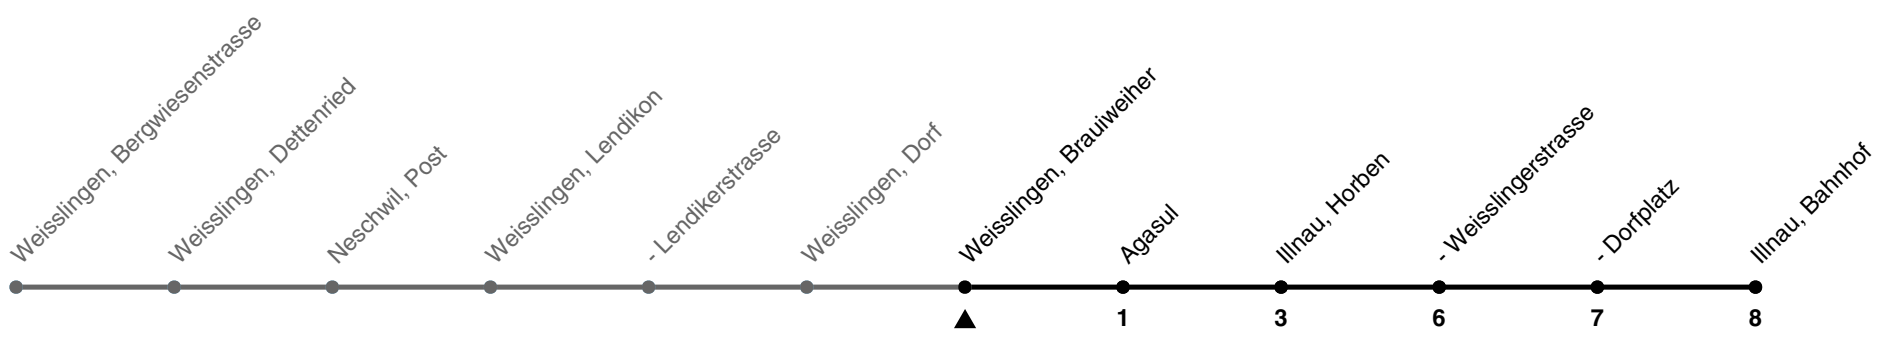 Weisslingen, Bergwiesenstrasse
Weisslingen, Dettenried
Neschwil, Post
Weisslingen, Lendikon
- Lendikerstrasse
Weisslingen, Dorf
Weisslingen, Brauiweiher
Agasul
Illnau, Horben
- Weisslingerstrasse
- Dorfplatz
Illnau, Bahnhof
1
3
6
7
8